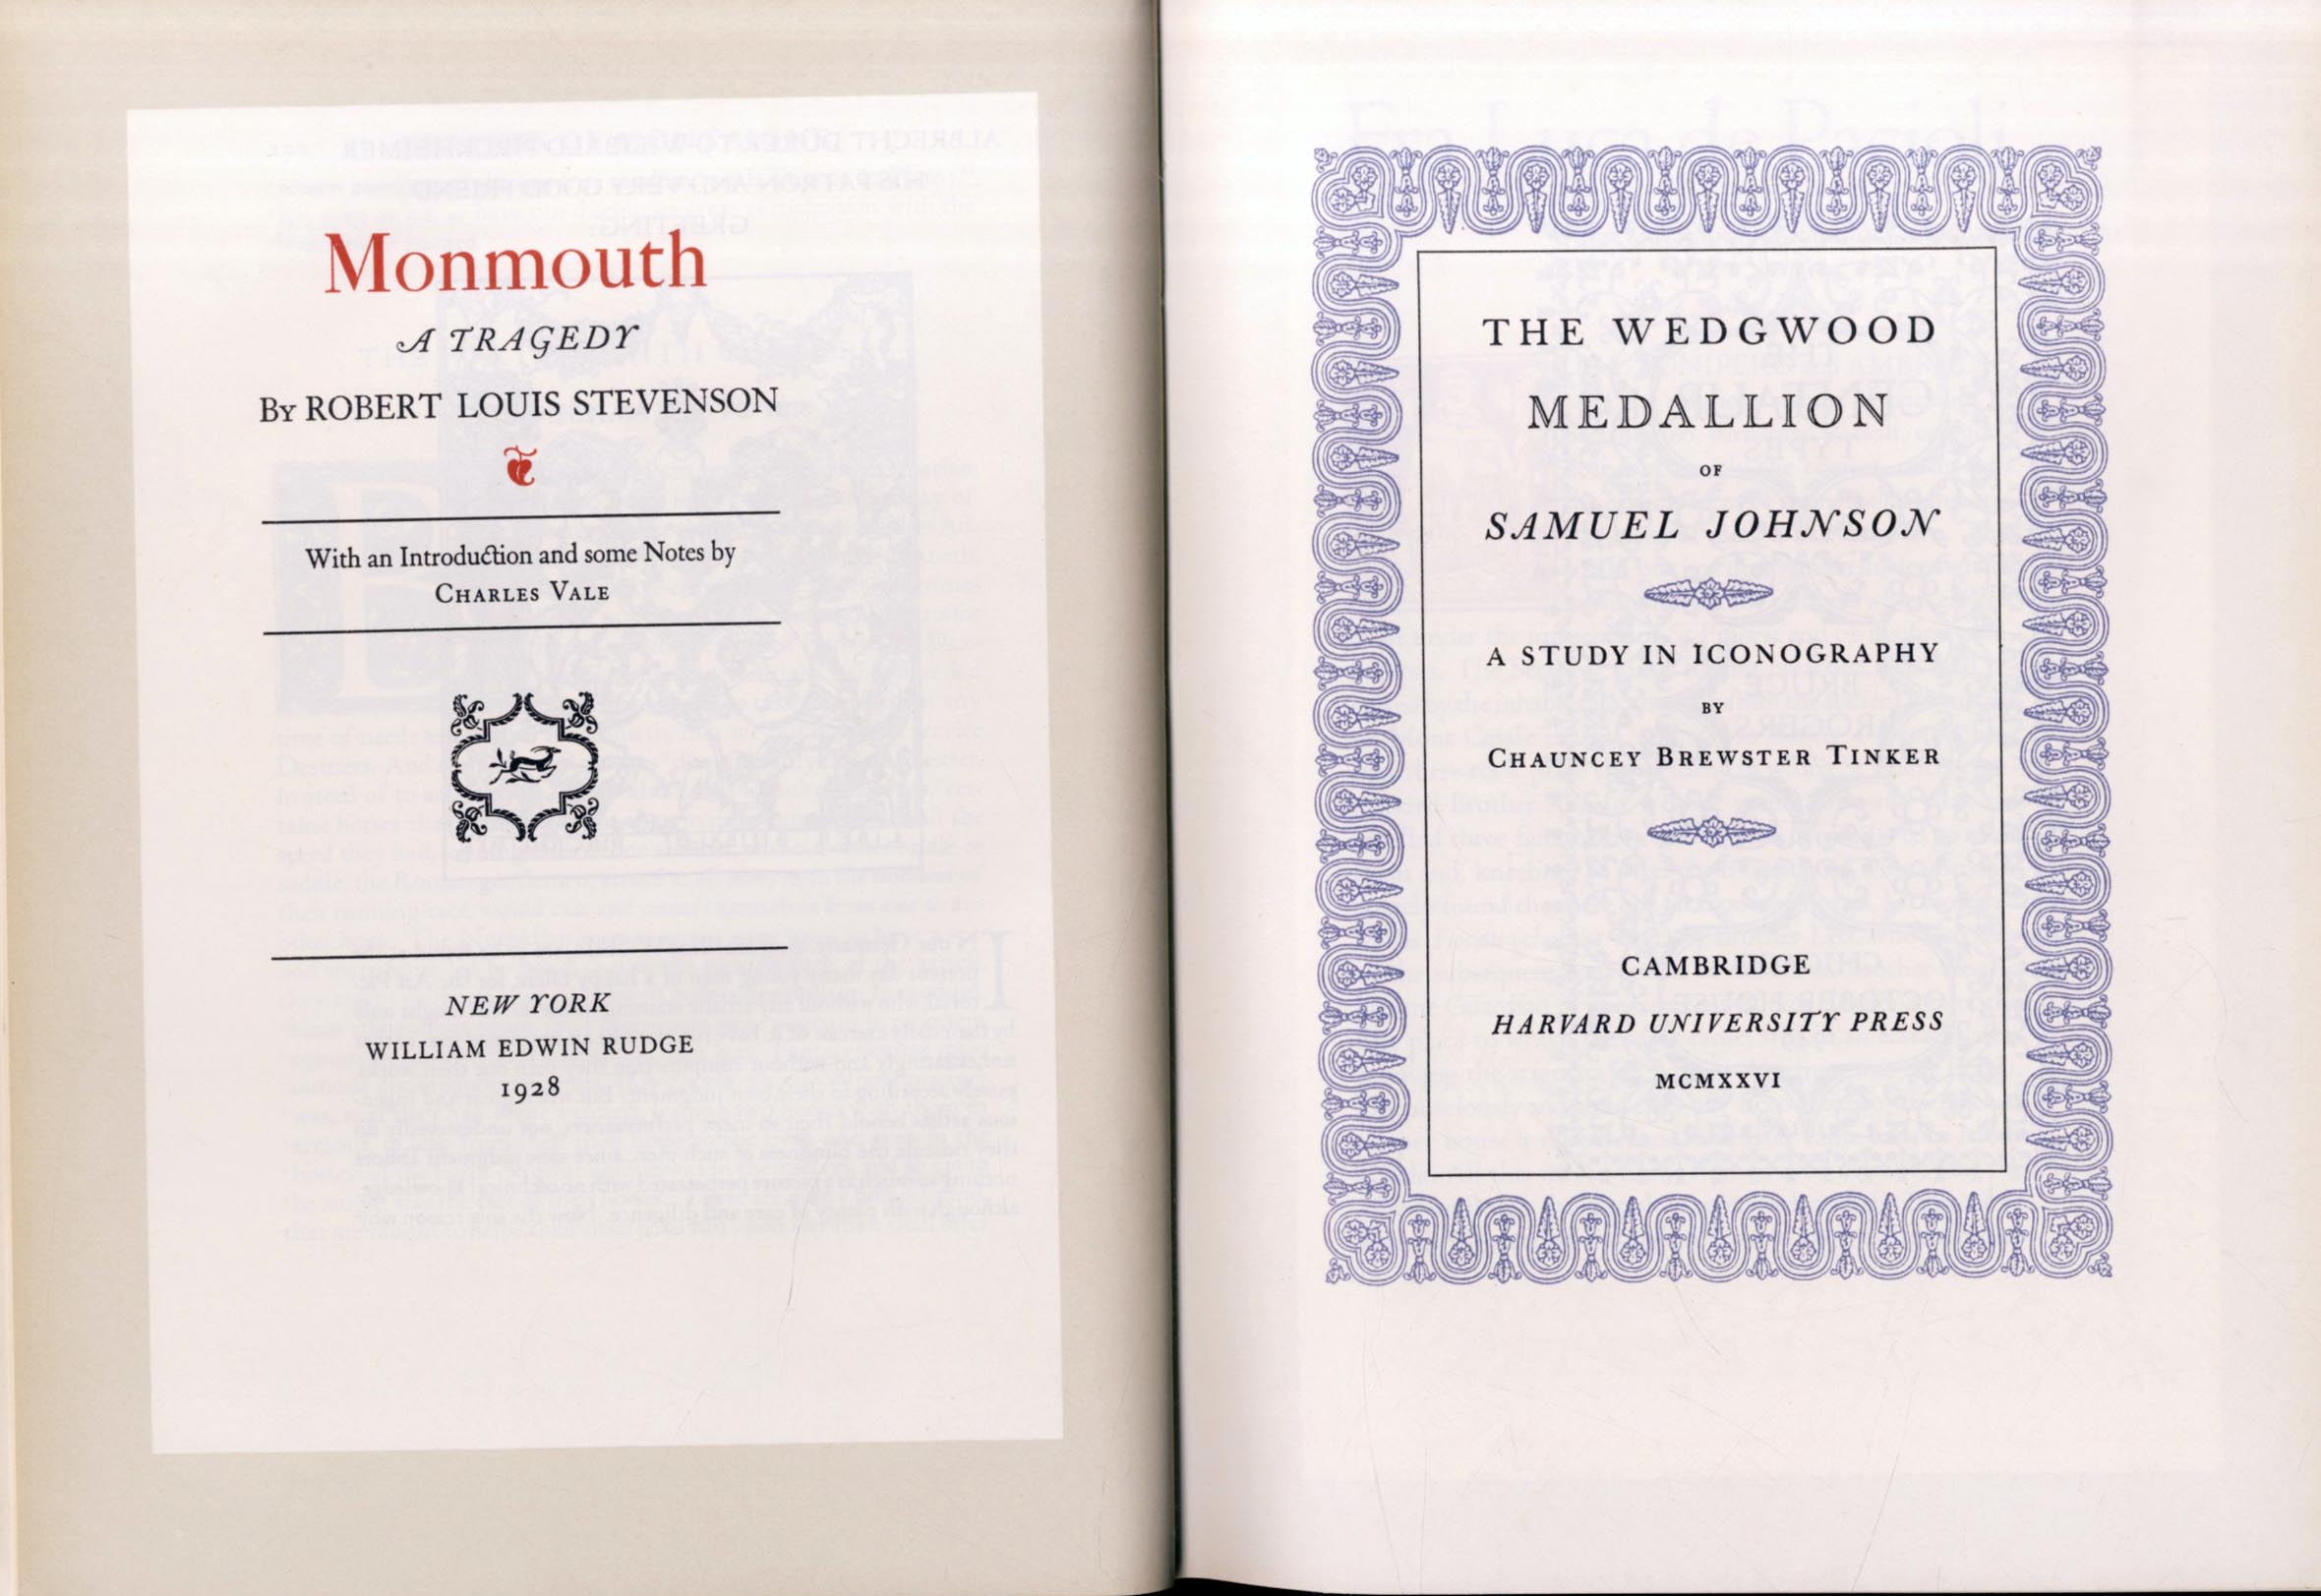 Monmouth
A TRAGEDY
By ROBERT LOUIS STEVENSON
With an Introduction and some Notes by
Charles Vale
NEW YORK
WILLIAM EDWIN RUDGE
1928
THE WEDGWOOD
MEDALLION
OF
SAMUEL JOHNSON
A STUDY IN ICONOGRAPHY
BY
Chauncey Brewster Tinker
CAMBRIDGE
HARVARD UNIVERSITY PRESS
MCMXXVI